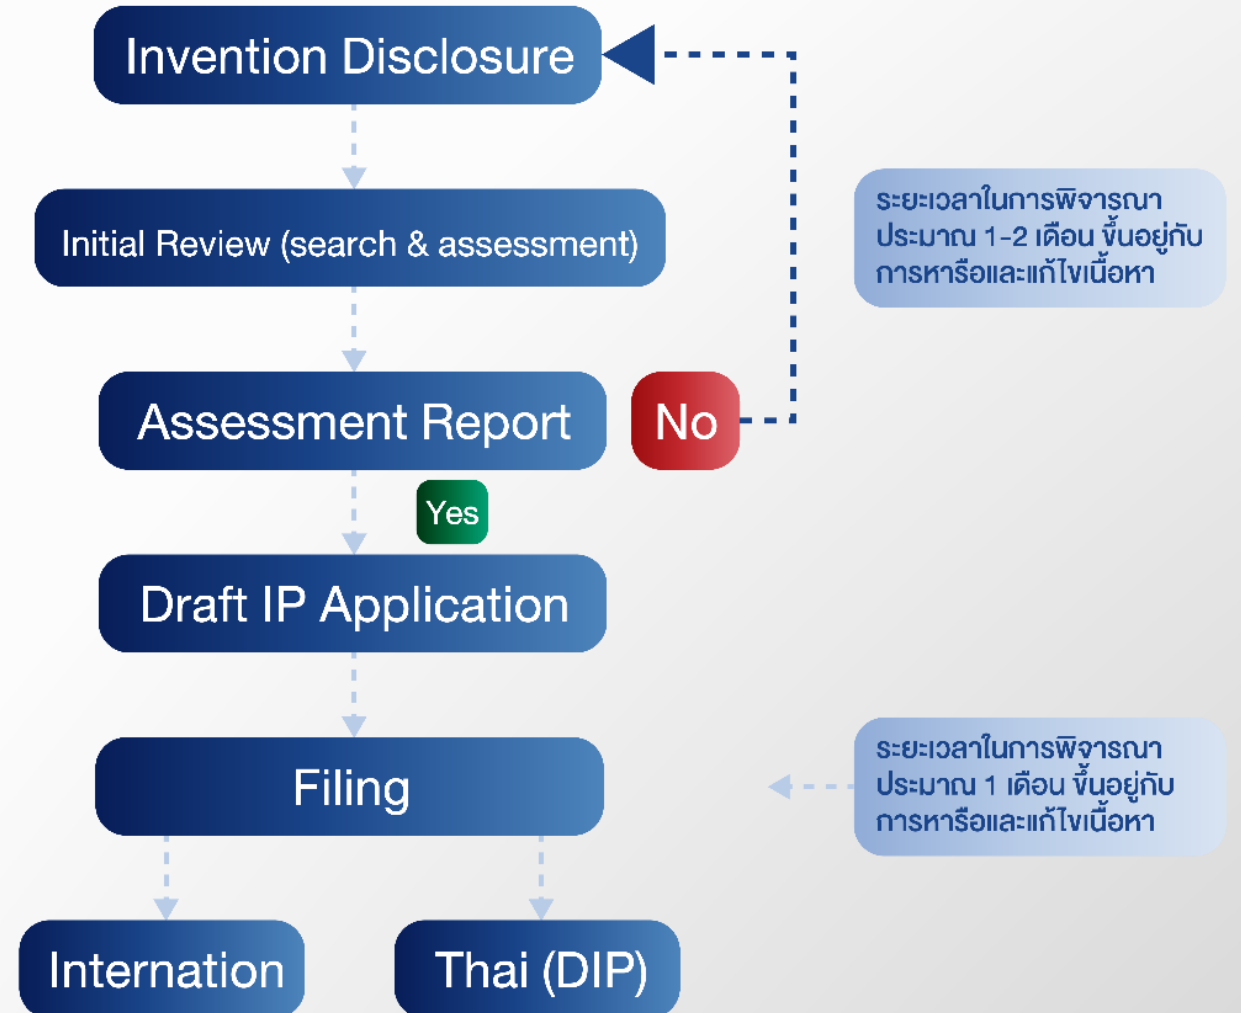 Invention Disclosure
Initial Review (search & assessment)
ระยะเวลาในการพิจารณา
ประมาณ 1-2 เดือน ขึ้นอยู่กับ
การหารือและแก้ไขเนื้อหา
Assessment Report
No
Yes
Draft IP Application
Filing
ระยะเวลาในการพิจารณา
ประมาณ 1 เดือน ขึ้นอยู่กับ
การหารือและแก้ไขเนื้อหา
Internation
Thai (DIP)